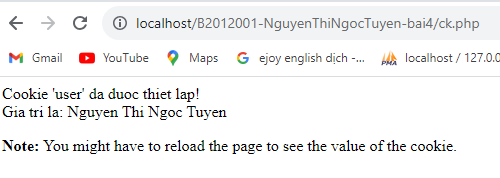 localhost/B2012001-NguyenThiNgocTuyen-bai4/ck.php
Gmail YouTube Maps ejoy english dịch -... localhost / 127.0.0
PMA
Cookie 'user' da duoc thiet lap!
Gia tri la: Nguyen Thi Ngoc Tuyen
Note: You might have to reload the page to see the value of the cookie.